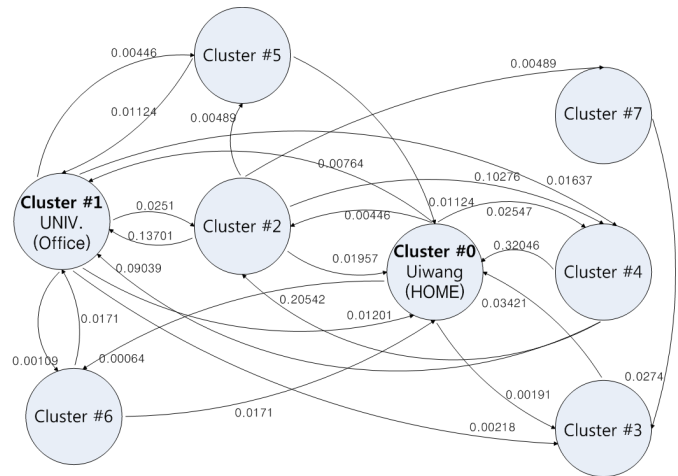 0.00446
Cluster #5
0.00489
0.01124
0.00489
Cluster #7
0.00764
0.10276
0.01637
Cluster #1
UNIV.
(Office)
0.0251
Cluster #2
0.01124
0.00446
0.02547
0.13701
Cluster #0
Uiwang
(HOME)
0.32046
Cluster #4
0.01957
0.09039
0.20542
0.03421
0.01201
0.0171
0.00109
0.00064
0.0274
0.00191
Cluster #6
0.0171
0.00218
Cluster #3